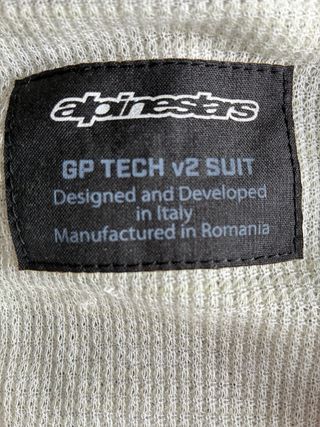 alpinestars
GP TECH v2 SUIT
Designed and Developed
in Italy
Manufactured in Romania